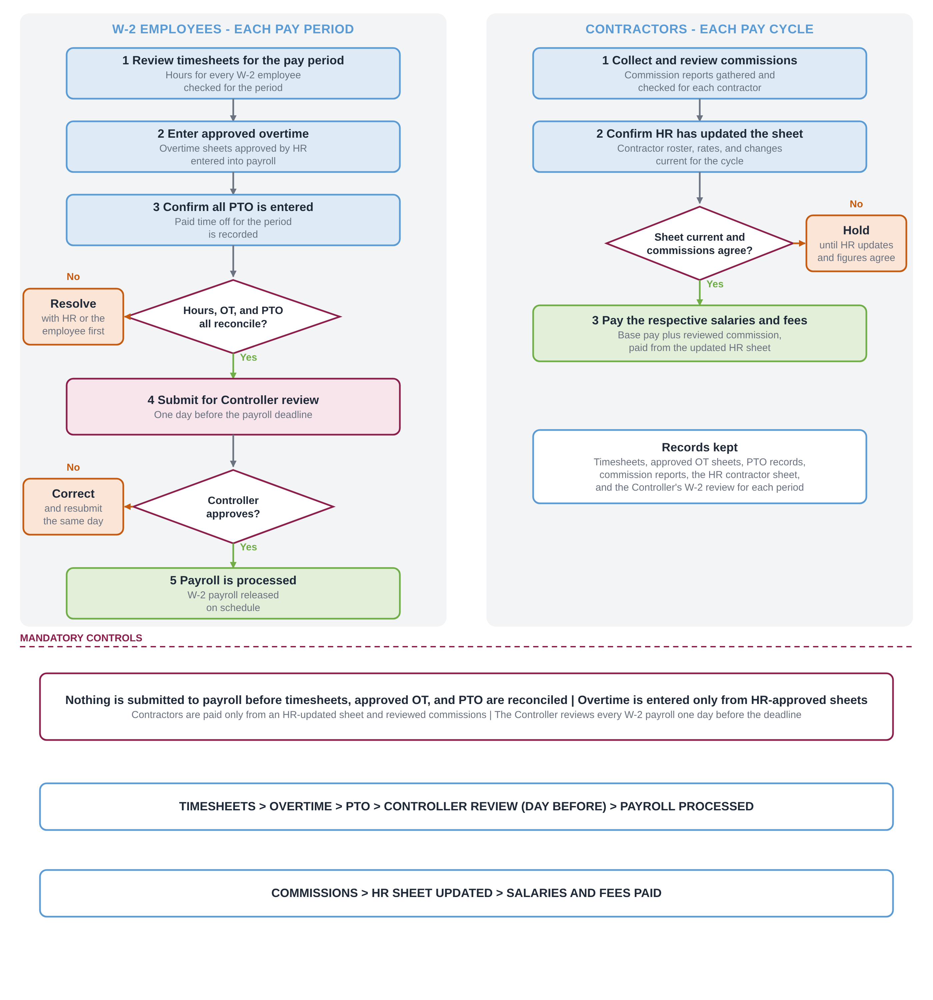 W-2 EMPLOYEES - EACH PAY PERIOD
1 Review timesheets for the pay period
Hours for every W-2 employee
checked for the period
2 Enter approved overtime
Overtime sheets approved by HR
entered into payroll
3 Confirm all PTO is entered
Paid time off for the period
is recorded
No
Resolve
with HR or the
employee first
Hours, OT, and PTO
all reconcile?
Yes
4 Submit for Controller review
One day before the payroll deadline
No
Correct
and resubmit
the same day
Controller
approves?
Yes
5 Payroll is processed
W-2 payroll released
on schedule
CONTRACTORS - EACH PAY CYCLE
1 Collect and review commissions
Commission reports gathered and
checked for each contractor
2 Confirm HR has updated the sheet
Contractor roster, rates, and changes
current for the cycle
Sheet current and
commissions agree?
No
Hold
until HR updates
and figures agree
Yes
3 Pay the respective salaries and fees
Base pay plus reviewed commission,
paid from the updated HR sheet
Records kept
Timesheets, approved OT sheets, PTO records,
commission reports, the HR contractor sheet,
and the Controller's W-2 review for each period
MANDATORY CONTROLS
Nothing is submitted to payroll before timesheets, approved OT, and PTO are reconciled | Overtime is entered only from HR-approved sheets
Contractors are paid only from an HR-updated sheet and reviewed commissions | The Controller reviews every W-2 payroll one day before the deadline
TIMESHEETS > OVERTIME > PTO > CONTROLLER REVIEW (DAY BEFORE) > PAYROLL PROCESSED
COMMISSIONS > HR SHEET UPDATED > SALARIES AND FEES PAID